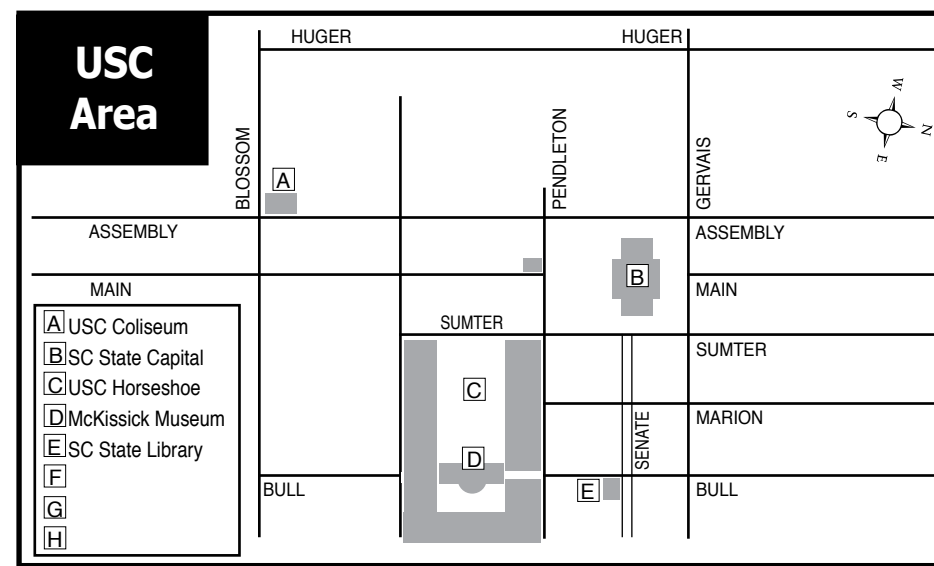 USC
Area
HUGER
HUGER
BLOSSOM
PENDLETON
GERVAIS
W
S
N
E
A
ASSEMBLY
ASSEMBLY
B
MAIN
MAIN
A USC Coliseum
B SC State Capital
C USC Horseshoe
D McKissick Museum
E SC State Library
F
G
H
SUMTER
SUMTER
C
MARION
SENATE
D
BULL
E
BULL